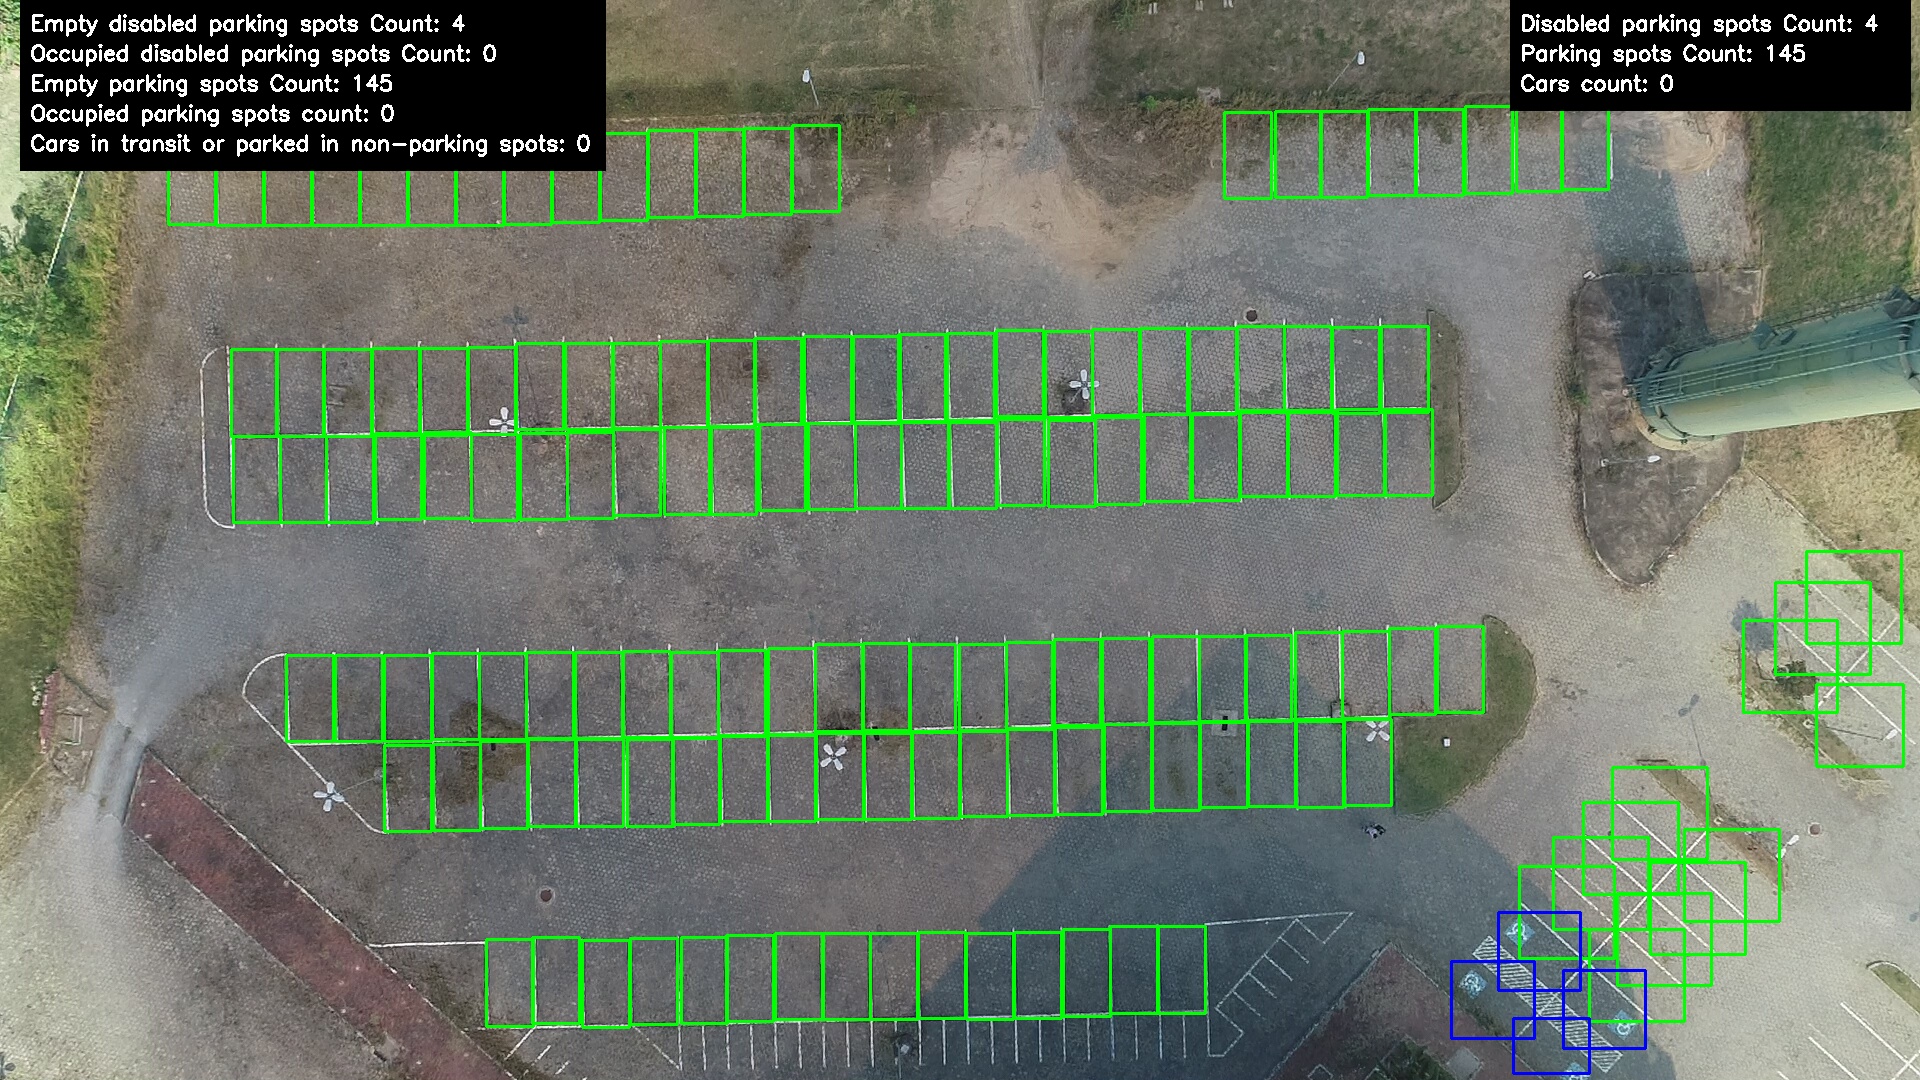 Empty disabled parking spots Count: 4
Occupied disabled parking spots Count: 0
Empty parking spots Count: 145
Occupied parking spots count: 0
Cars in transit or parked in non-parking spots: 0
Disabled parking spots Count: 4
Parking spots Count: 145
Cars count: 0